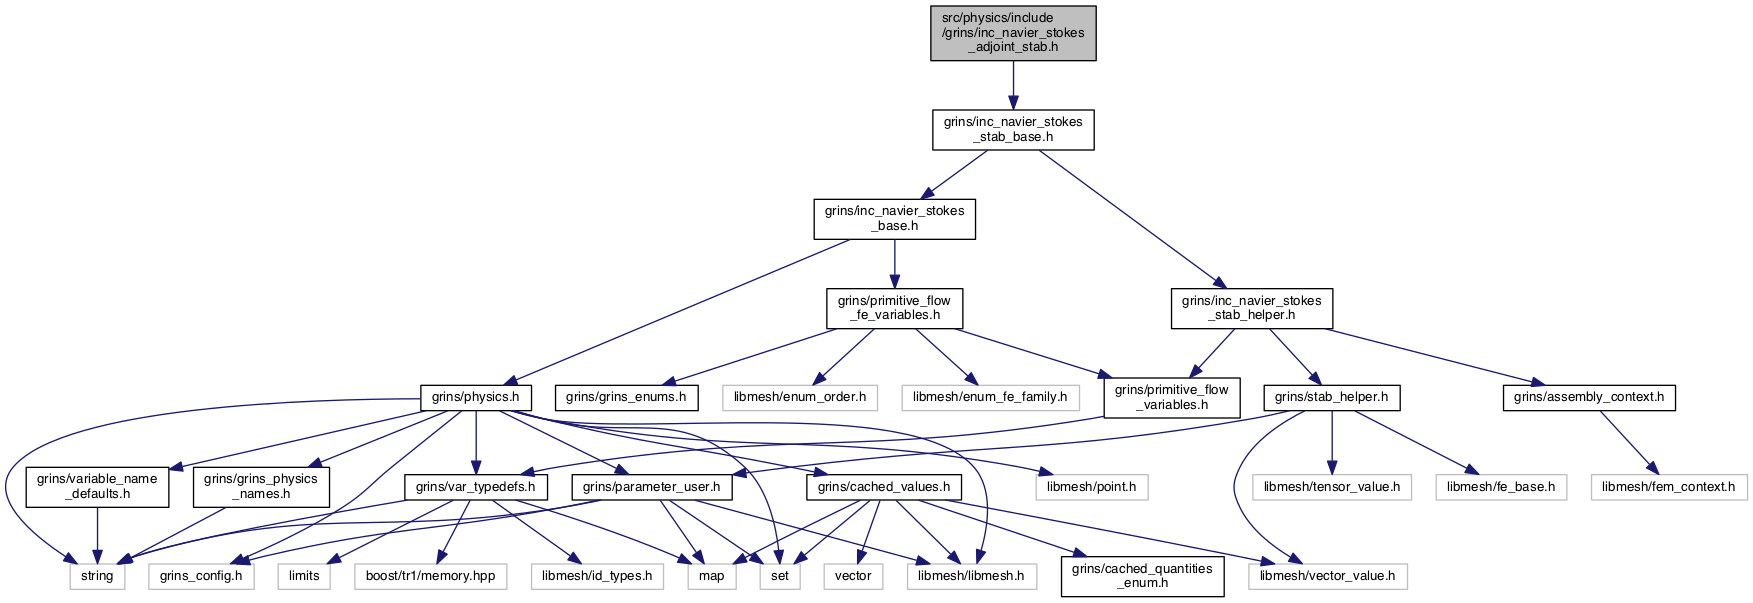 src/physics/include
/grins/inc_navier_stokes
_adjoint_stab.h
grins/inc_navier_stokes
_stab_base.h
grins/inc_navier_stokes
_base.h
grins/primitive_flow
_fe_variables.h
grins/inc_navier_stokes
_stab_helper.h
grins/physics.h
grins/grins_enums.h
libmesh/enum_order.h
libmesh/enum_fe_family.h
grins/primitive_flow
_variables.h
grins/stab_helper.h
grins/assembly_context.h
grins/variable_name
_defaults.h
grins/grins_physics
_names.h
grins/var_typedefs.h
grins/parameter_user.h
grins/cached_values.h
libmesh/point.h
libmesh/tensor_value.h
libmesh/fe_base.h
libmesh/fem_context.h
string
grins_config.h
limits
boost/tr1/memory.hpp
libmesh/id_types.h
map
set
vector
libmesh/libmesh.h
grins/cached_quantities
_enum.h
libmesh/vector_value.h